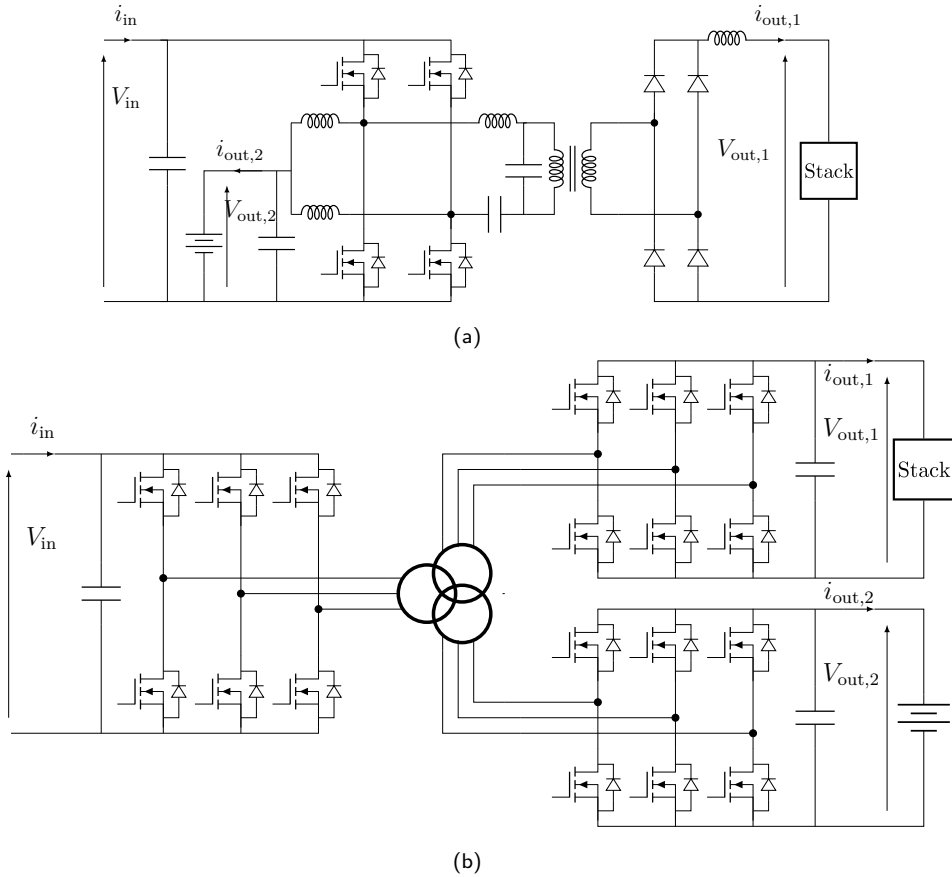 i_in
i_out,1
V_in
i_out,2
V_out,1
Stack
V_out,2
(a)
i_in
i_out,1
V_out,1
Stack
V_in
i_out,2
V_out,2
(b)